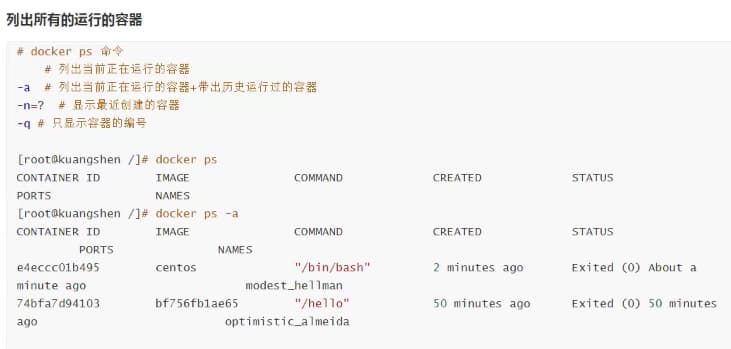 列出所有的运行的容器
# docker ps 命令
# 列出当前正在运行的容器
-a # 列出当前正在运行的容器+带出历史运行过的容器
-n=? # 显示最近创建的容器
-q # 只显示容器的编号
[root@kuangshen /]# docker ps
CONTAINER ID IMAGE COMMAND CREATED STATUS
PORTS NAMES
[root@kuangshen /]# docker ps -a
CONTAINER ID IMAGE COMMAND CREATED STATUS
PORTS NAMES
e4eccc01b495 centos "/bin/bash" 2 minutes ago Exited (0) About a
minute ago modest_hellman
74bfa7d94103 bf756fb1ae65 "/hello" 50 minutes ago Exited (0) 50 minutes
ago optimistic_almeida